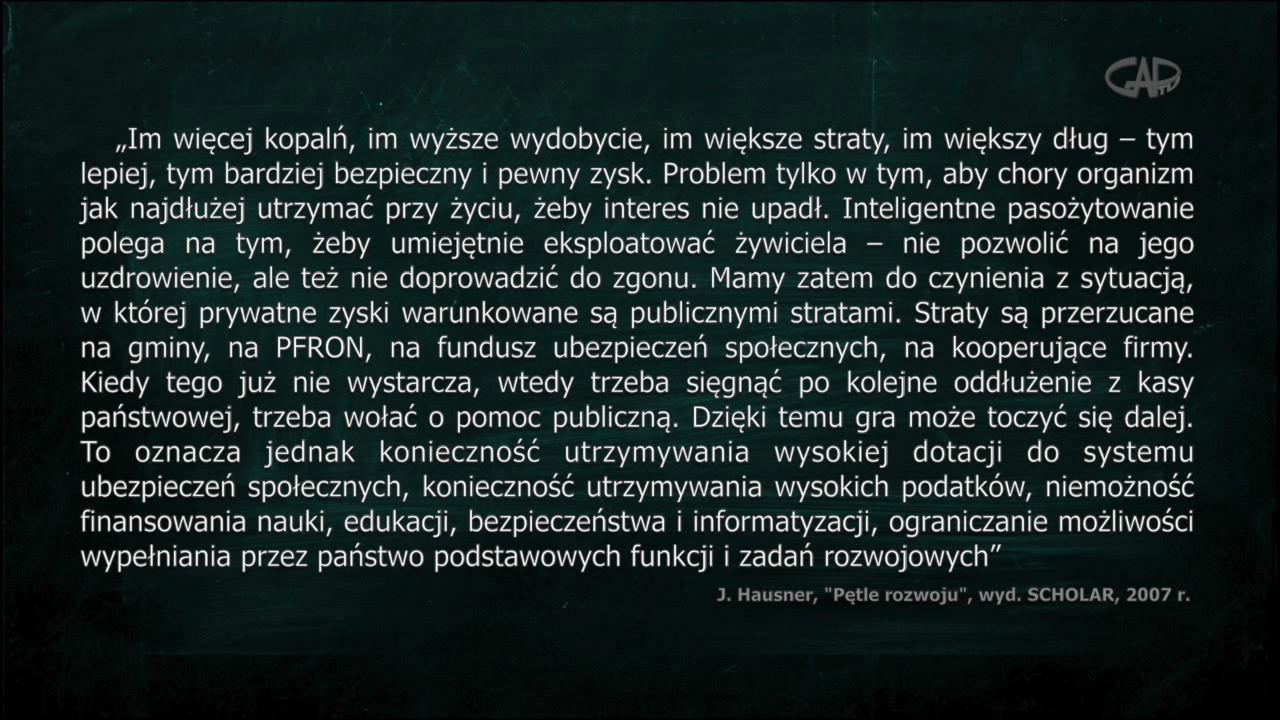 GAD TV
„Im więcej kopalń, im wyższe wydobycie, im większe straty, im większy dług – tym
lepiej, tym bardziej bezpieczny i pewny zysk. Problem tylko w tym, aby chory organizm
jak najdłużej utrzymać przy życiu, żeby interes nie upadł. Inteligentne pasożytowanie
polega na tym, żeby umiejętnie eksploatować żywiciela – nie pozwolić na jego
uzdrowienie, ale też nie doprowadzić do zgonu. Mamy zatem do czynienia z sytuacją,
w której prywatne zyski warunkowane są publicznymi stratami. Straty są przerzucane
na gminy, na PFRON, na fundusz ubezpieczeń społecznych, na kooperujące firmy.
Kiedy tego już nie wystarcza, wtedy trzeba sięgnąć po kolejne oddłużenie z kasy
państwowej, trzeba wołać o pomoc publiczną. Dzięki temu gra może toczyć się dalej.
To oznacza jednak konieczność utrzymywania wysokiej dotacji do systemu
ubezpieczeń społecznych, konieczność utrzymywania wysokich podatków, niemożność
finansowania nauki, edukacji, bezpieczeństwa i informatyzacji, ograniczanie możliwości
wypełniania przez państwo podstawowych funkcji i zadań rozwojowych”
J. Hausner, "Pętle rozwoju", wyd. SCHOLAR, 2007 r.